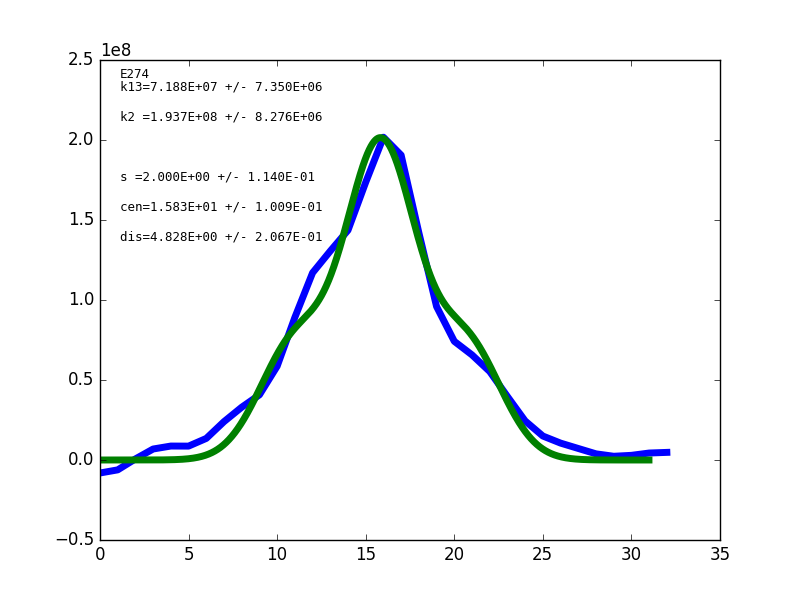 1e8
2.5
2.0
1.5
1.0
0.5
0.0
−0.5
E274
k13=7.188E+07 +/- 7.350E+06
k2 =1.937E+08 +/- 8.276E+06
s =2.000E+00 +/- 1.140E-01
cen=1.583E+01 +/- 1.009E-01
dis=4.828E+00 +/- 2.067E-01
0 5 10 15 20 25 30 35